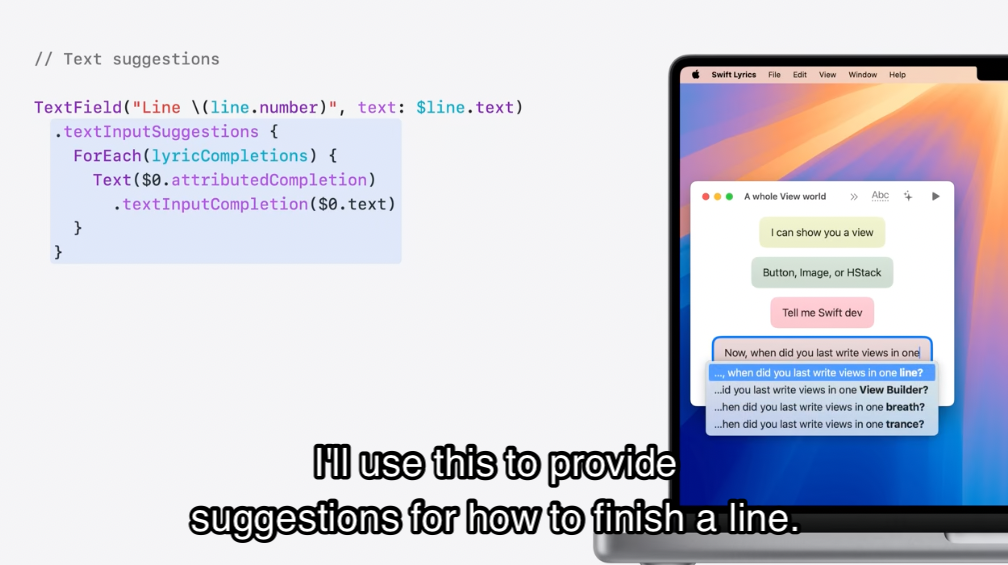 // Text suggestions
TextField("Line \(line.number)", text: $line.text)
.textInputSuggestions {
ForEach(lyricCompletions) {
Text($0.attributedCompletion)
.textInputCompletion($0.text)
}
}
Swift Lyrics File Edit View Window Help
A whole View world Abc
I can show you a view
Button, Image, or HStack
Tell me Swift dev
Now, when did you last write views in one
..., when did you last write views in one line?
...id you last write views in one View Builder?
...hen did you last write views in one breath?
...hen did you last write views in one trance?
I'll use this to provide
suggestions for how to finish a line.